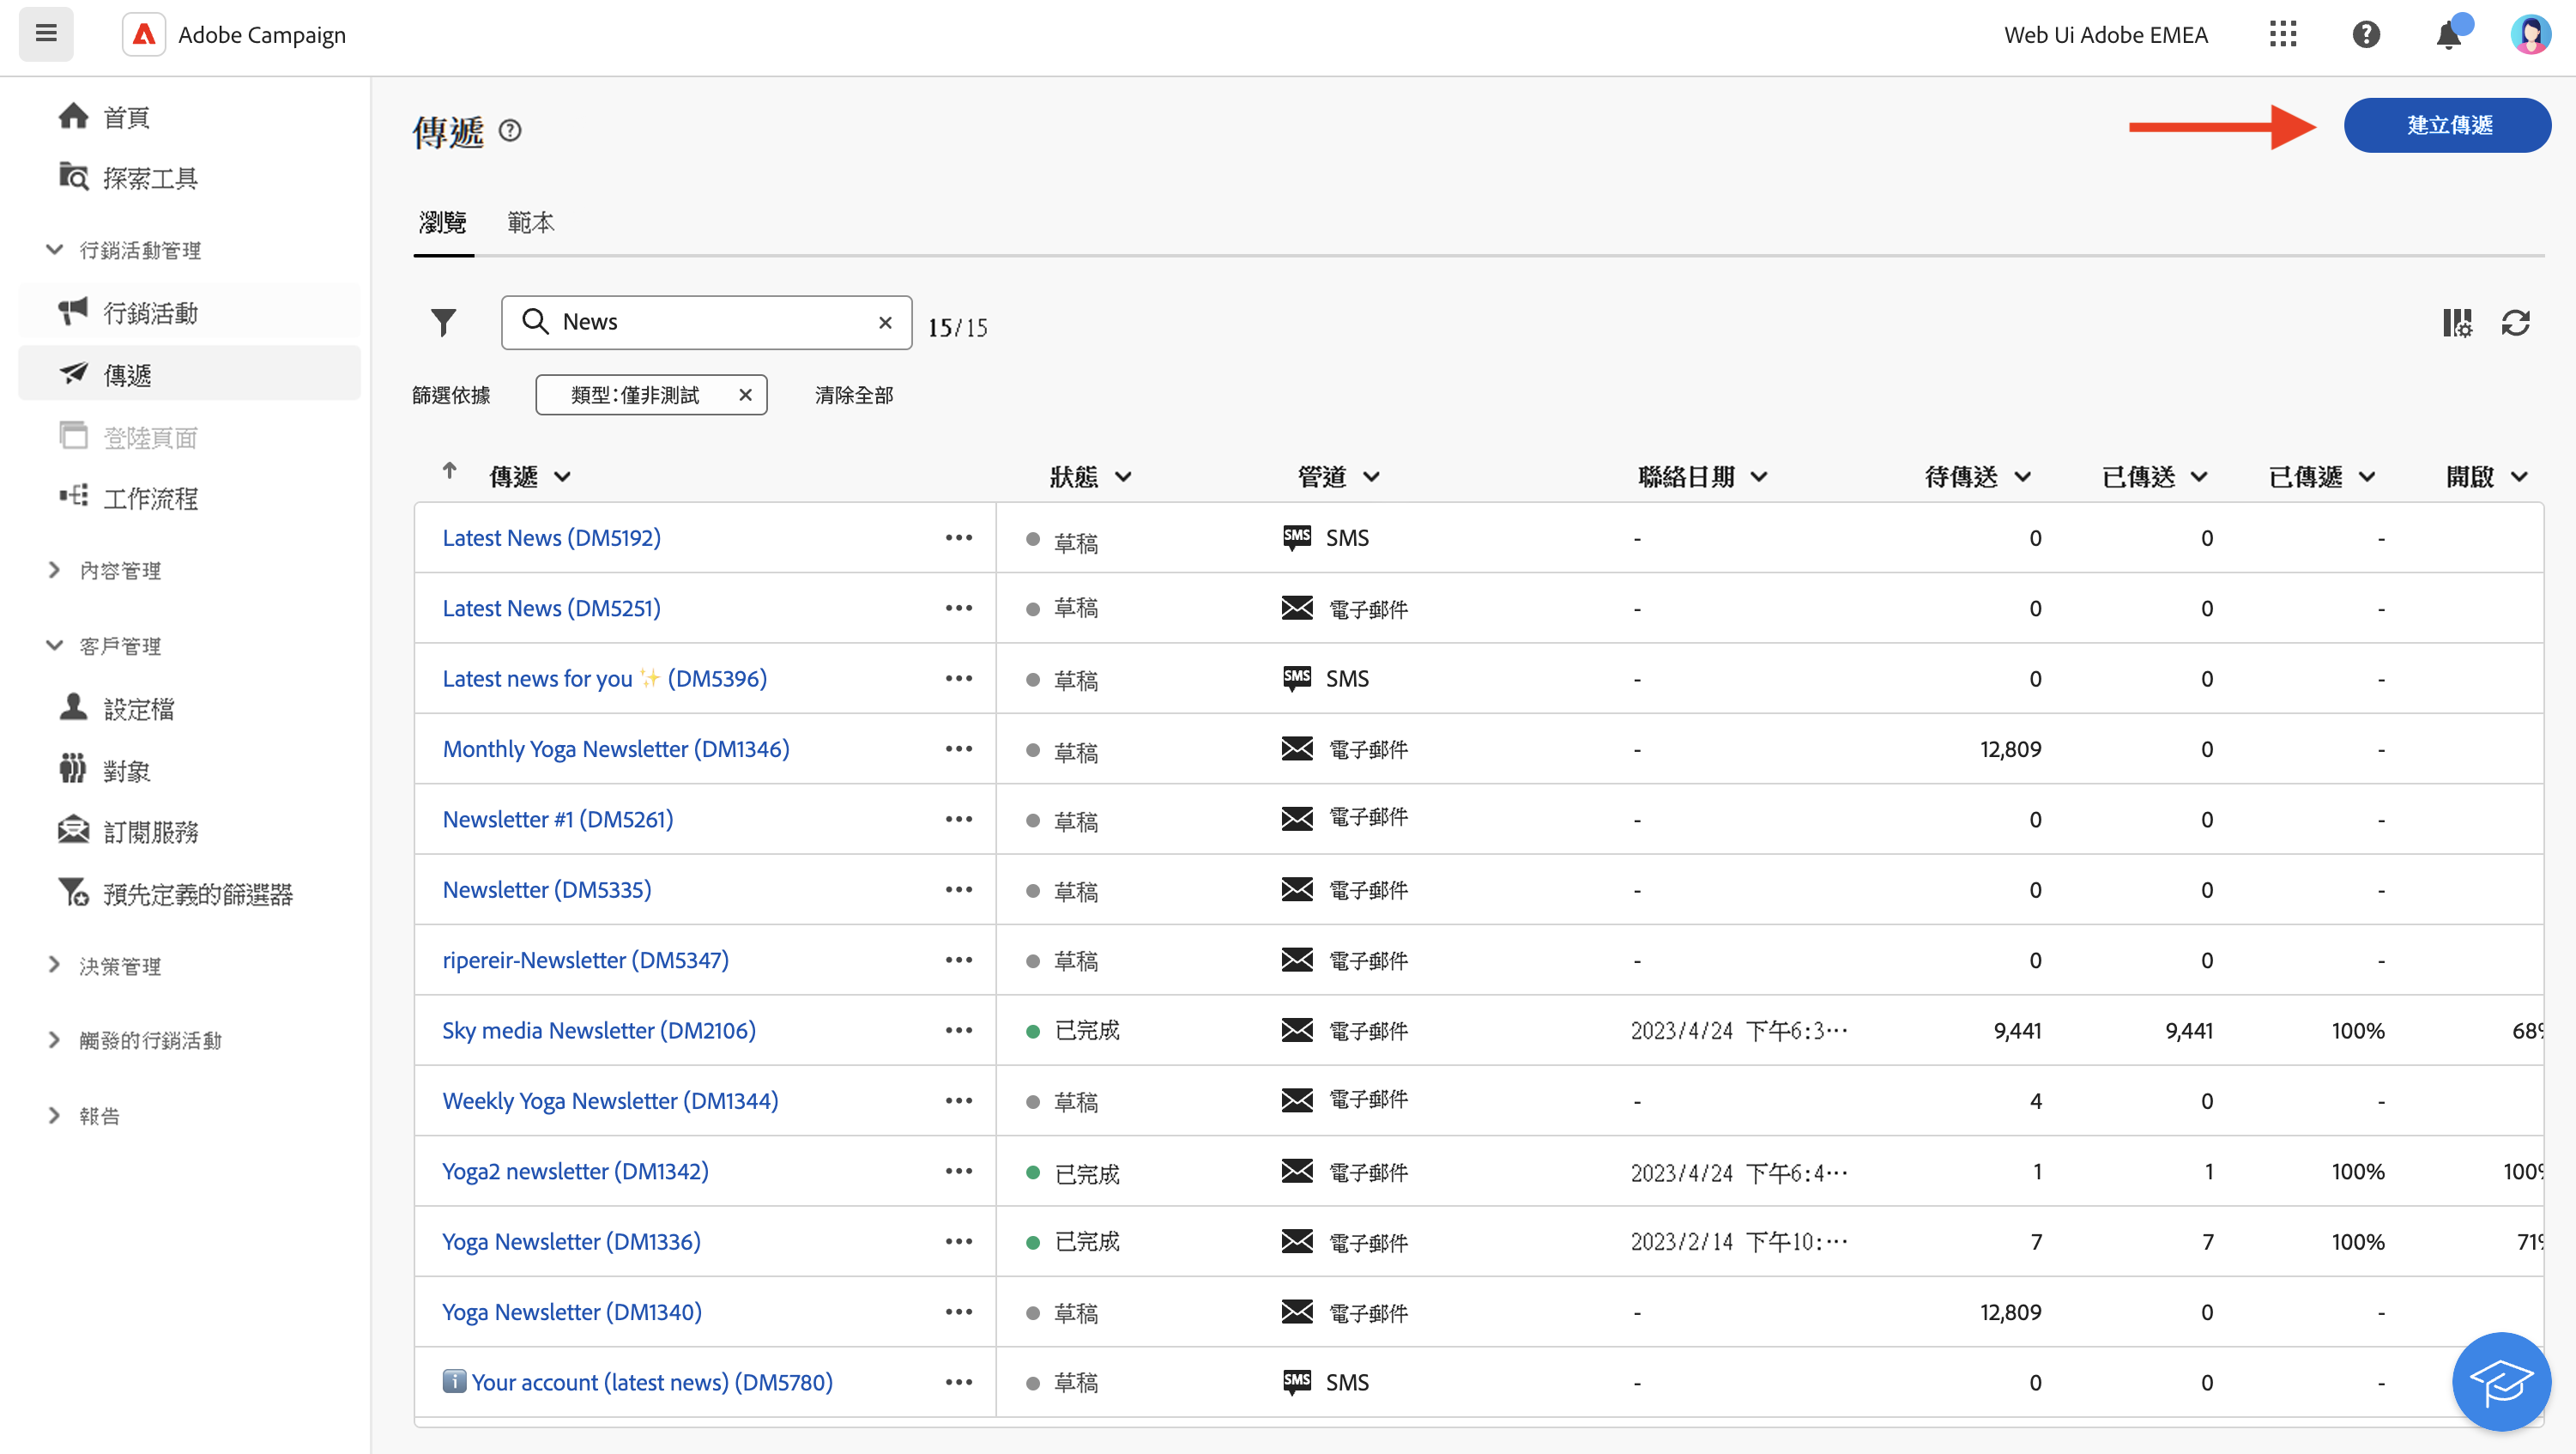 Adobe Campaign
Web Ui Adobe EMEA
首頁
探索工具
行銷活動管理
行銷活動
傳遞
登陸頁面
工作流程
內容管理
客戶管理
設定檔
對象
訂閱服務
預先定義的篩選器
決策管理
觸發的行銷活動
報告
傳遞
建立傳遞
瀏覽 範本
News 15/15
篩選依據 類型:僅非測試 清除全部
傳遞 狀態 管道 聯絡日期 待傳送 已傳送 已傳遞 開啟
Latest News (DM5192) 草稿 SMS SMS - 0 0 -
Latest News (DM5251) 草稿 電子郵件 - 0 0 -
Latest news for you ✨ (DM5396) 草稿 SMS SMS - 0 0 -
Monthly Yoga Newsletter (DM1346) 草稿 電子郵件 - 12,809 0 -
Newsletter #1 (DM5261) 草稿 電子郵件 - 0 0 -
Newsletter (DM5335) 草稿 電子郵件 - 0 0 -
ripereir-Newsletter (DM5347) 草稿 電子郵件 - 0 0 -
Sky media Newsletter (DM2106) 已完成 電子郵件 2023/4/24 下午6:3… 9,441 9,441 100% 68%
Weekly Yoga Newsletter (DM1344) 草稿 電子郵件 - 4 0 -
Yoga2 newsletter (DM1342) 已完成 電子郵件 2023/4/24 下午6:4… 1 1 100% 100%
Yoga Newsletter (DM1336) 已完成 電子郵件 2023/2/14 下午10:… 7 7 100% 71%
Yoga Newsletter (DM1340) 草稿 電子郵件 - 12,809 0 -
ℹ️ Your account (latest news) (DM5780) 草稿 SMS SMS - 0 0 -